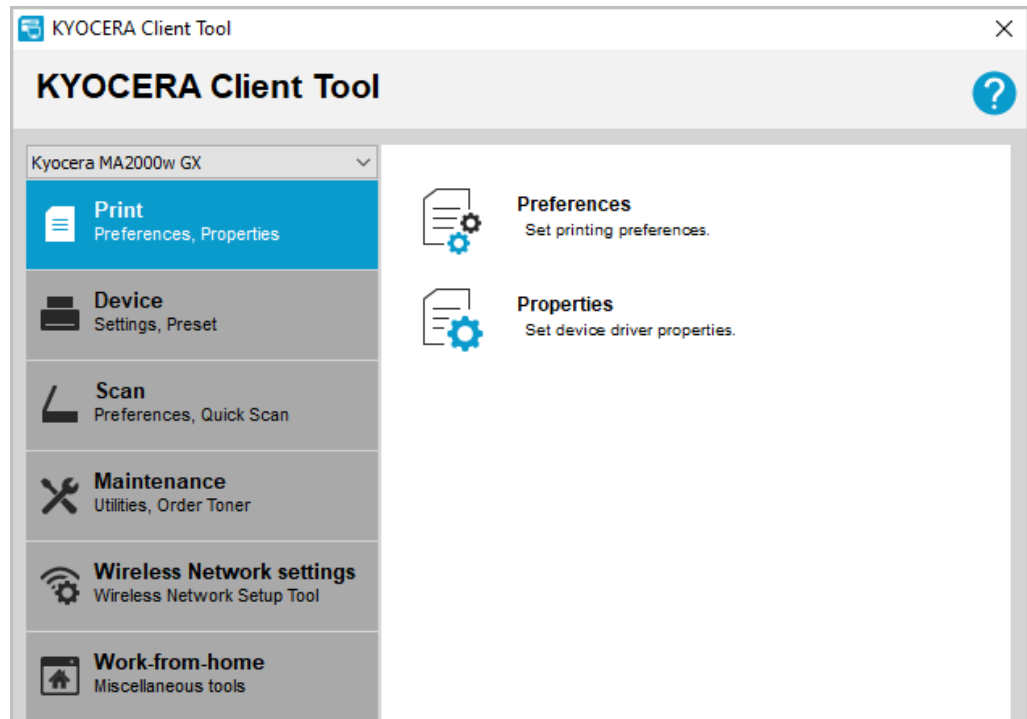 KYOCERA Client Tool
KYOCERA Client Tool
?
Kyocera MA2000w GX
Print
Preferences, Properties
Device
Settings, Preset
Scan
Preferences, Quick Scan
Maintenance
Utilities, Order Toner
Wireless Network settings
Wireless Network Setup Tool
Work-from-home
Miscellaneous tools
Preferences
Set printing preferences.
Properties
Set device driver properties.